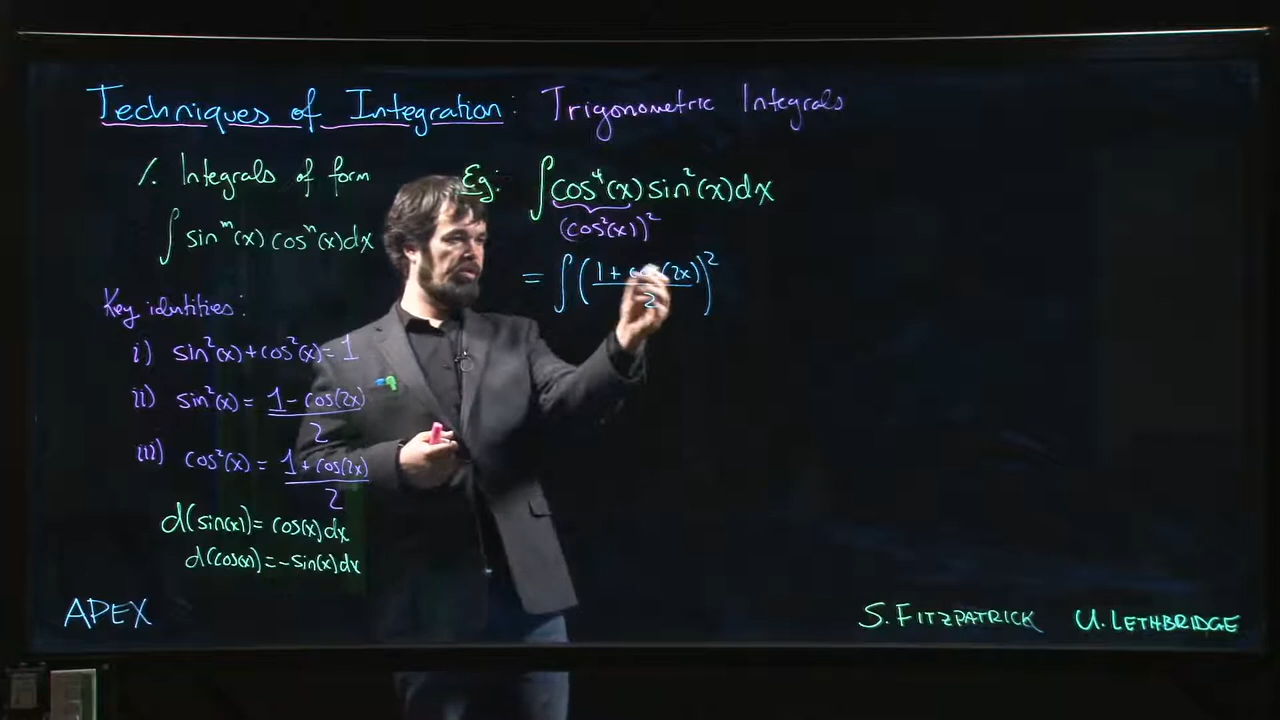 Techniques of Integration: Trigonometric Integrals
1. Integrals of form
∫ sin^m(x) cos^n(x)dx
Key identities:
i) sin²(x)+cos²(x)=1
ii) sin²(x) = (1 - cos(2x))/2
iii) cos²(x) = (1 + cos(2x))/2
d(sin(x)) = cos(x)dx
d(cos(x)) = -sin(x)dx
Eg: ∫cos⁴(x) sin²(x)dx
(cos²(x))²
= ∫((1 + cos(2x))/2)²
APEX
S. FITZPATRICK U. LETHBRIDGE